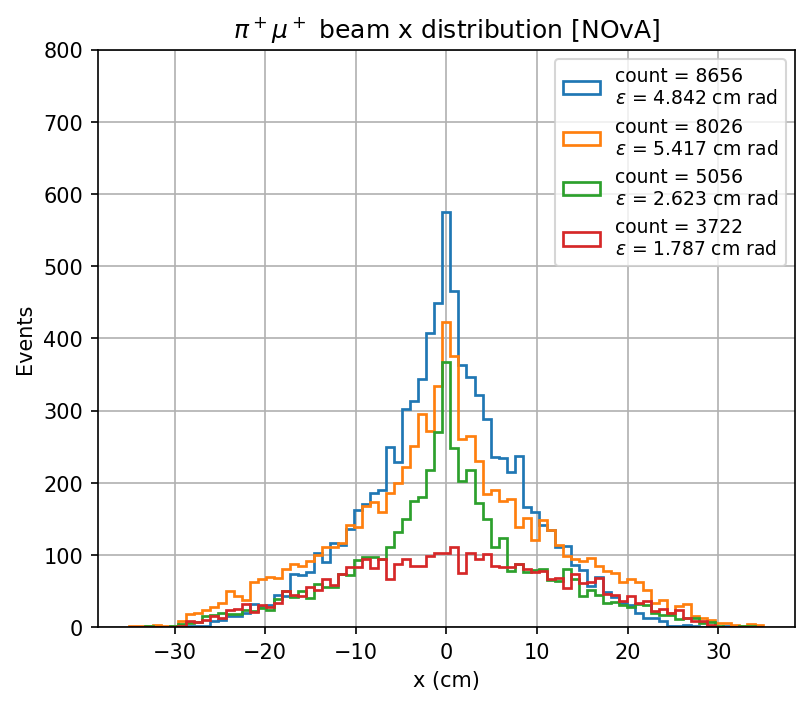 π⁺μ⁺ beam x distribution [NOvA]
800
700
600
500
400
300
200
100
0
Events
count = 8656
ε = 4.842 cm rad
count = 8026
ε = 5.417 cm rad
count = 5056
ε = 2.623 cm rad
count = 3722
ε = 1.787 cm rad
−30 −20 −10 0 10 20 30
x (cm)